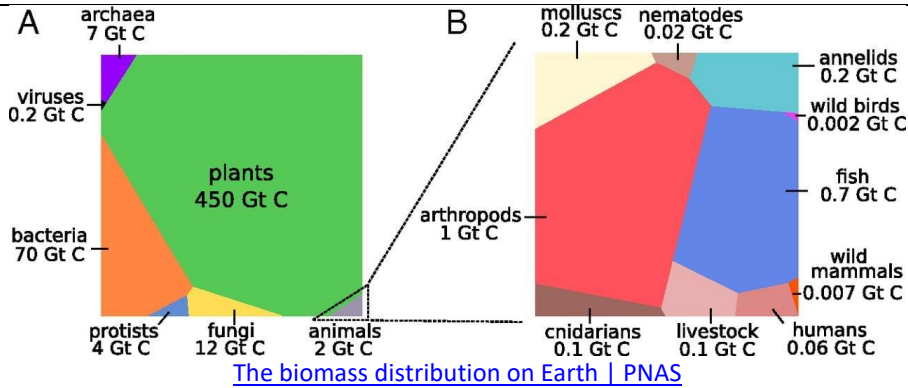 A
archaea
7 Gt C
viruses
0.2 Gt C
plants
450 Gt C
bacteria
70 Gt C
protists
4 Gt C
fungi
12 Gt C
animals
2 Gt C
B
molluscs
0.2 Gt C
nematodes
0.02 Gt C
annelids
0.2 Gt C
wild birds
0.002 Gt C
fish
0.7 Gt C
arthropods
1 Gt C
wild
mammals
0.007 Gt C
cnidarians
0.1 Gt C
livestock
0.1 Gt C
humans
0.06 Gt C
The biomass distribution on Earth | PNAS